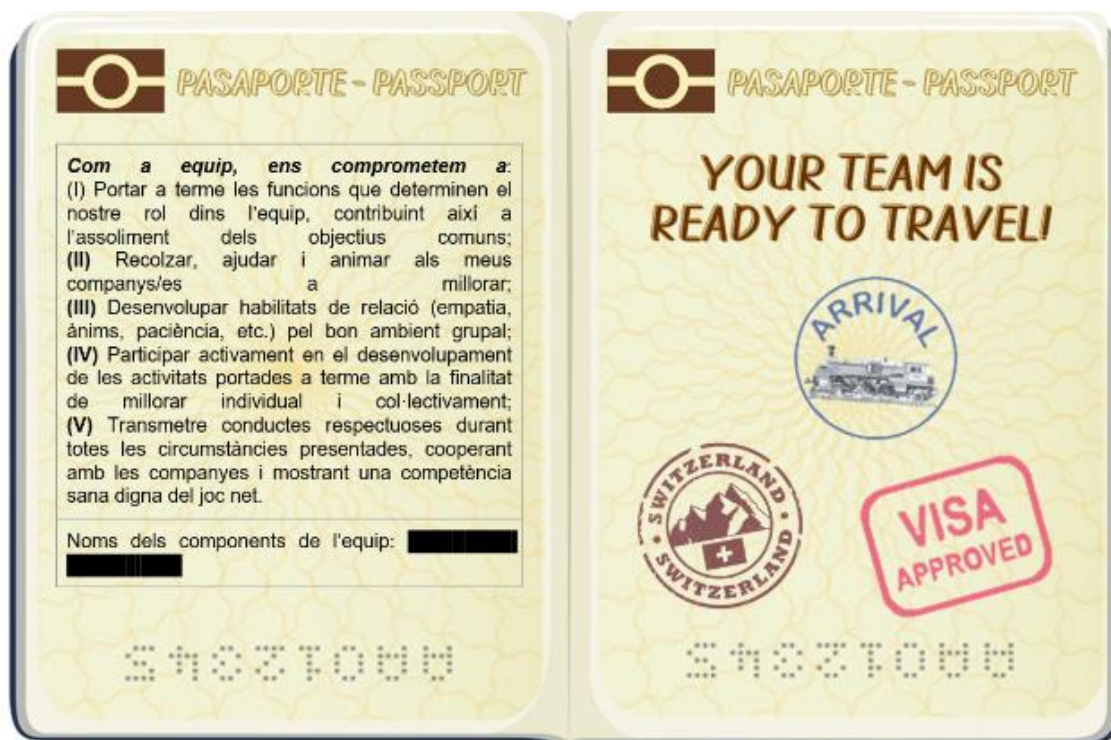 PASAPORTE - PASSPORT
Com a equip, ens comprometem a:
(I) Portar a terme les funcions que determinen el
nostre rol dins l'equip, contribuint així a
l'assoliment dels objectius comuns;
(II) Recolzar, ajudar i animar als meus
companys/es a millorar;
(III) Desenvolupar habilitats de relació (empatia,
ànims, paciència, etc.) pel bon ambient grupal;
(IV) Participar activament en el desenvolupament
de les activitats portades a terme amb la finalitat
de millorar individual i col·lectivament;
(V) Transmetre conductes respectuoses durant
totes les circumstàncies presentades, cooperant
amb les companyes i mostrant una competència
sana digna del joc net.
Noms dels components de l'equip:
PASAPORTE - PASSPORT
YOUR TEAM IS
READY TO TRAVEL!
ARRIVAL
SWITZERLAND
SWITZERLAND
VISA
APPROVED